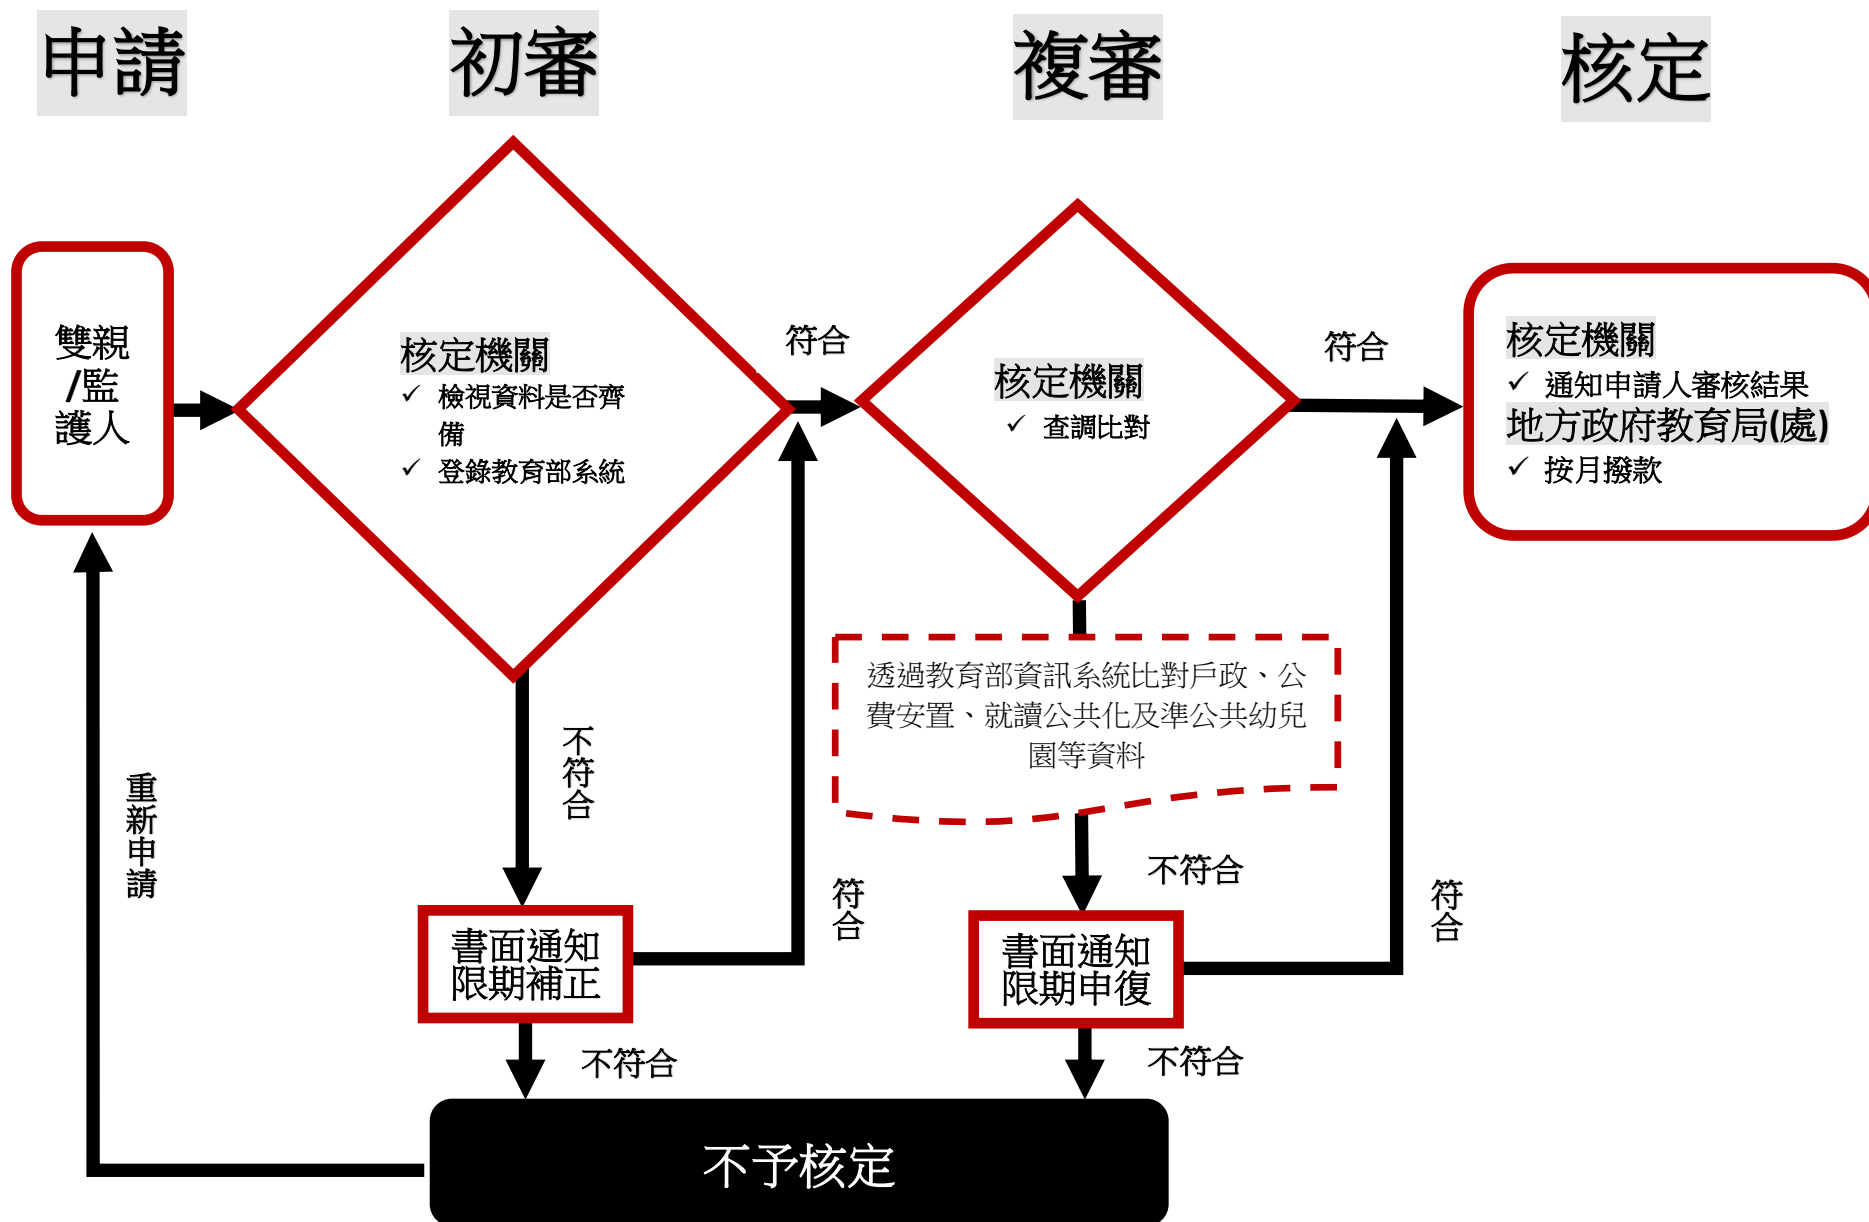 申請
初審
複審
核定
雙親
/監
護人
核定機關
✓ 檢視資料是否齊
備
✓ 登錄教育部系統
符合
核定機關
✓ 查調比對
符合
核定機關
✓ 通知申請人審核結果
地方政府教育局(處)
✓ 按月撥款
透過教育部資訊系統比對戶政、公
費安置、就讀公共化及準公共幼兒
園等資料
不符合
重新申請
不符合
符合
符合
書面通知
限期補正
書面通知
限期申復
不符合
不符合
不予核定